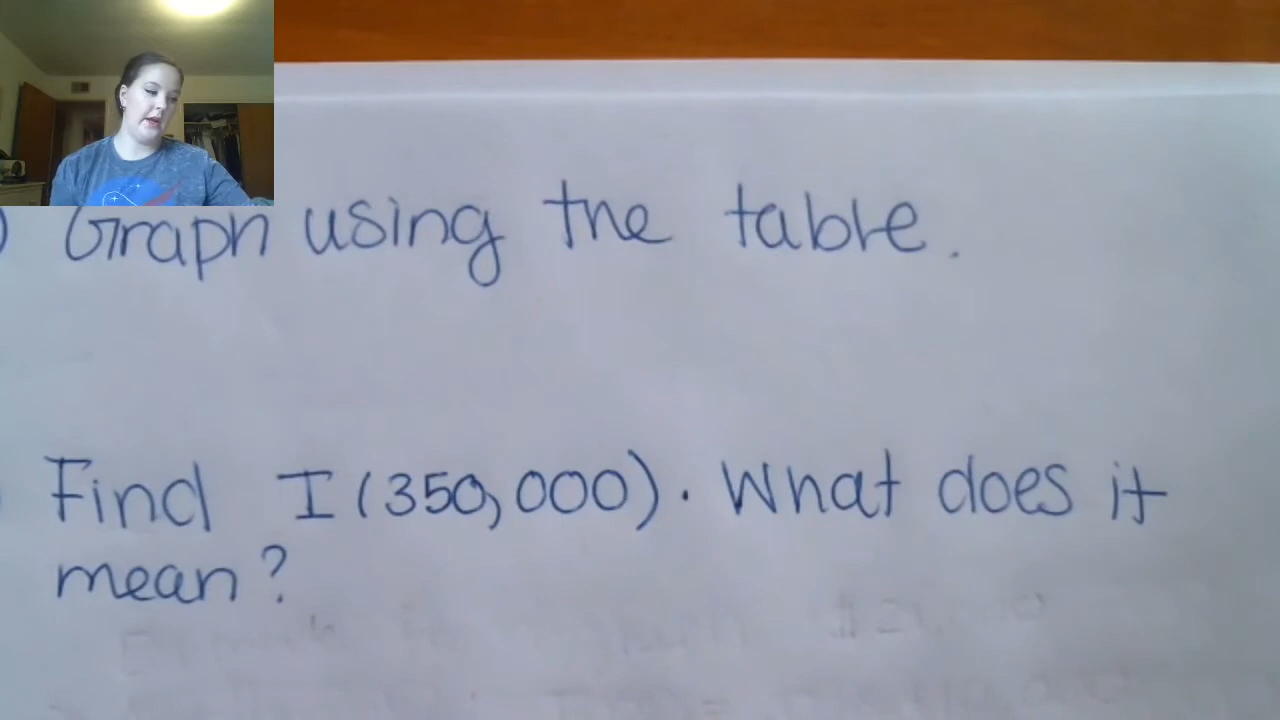 ) Graph using the table.
Find I(350,000). What does it
mean?